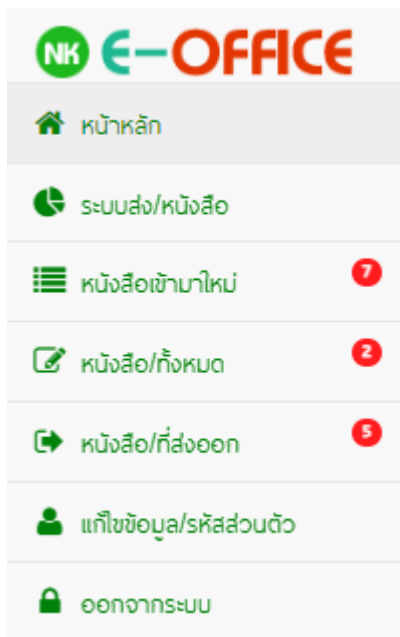 NK E-OFFICE
หน้าหลัก
ระบบส่ง/หนังสือ
หนังสือเข้ามาใหม่ 7
หนังสือ/ทั้งหมด 2
หนังสือ/ที่ส่งออก 5
แก้ไขข้อมูล/รหัสส่วนตัว
ออกจากระบบ